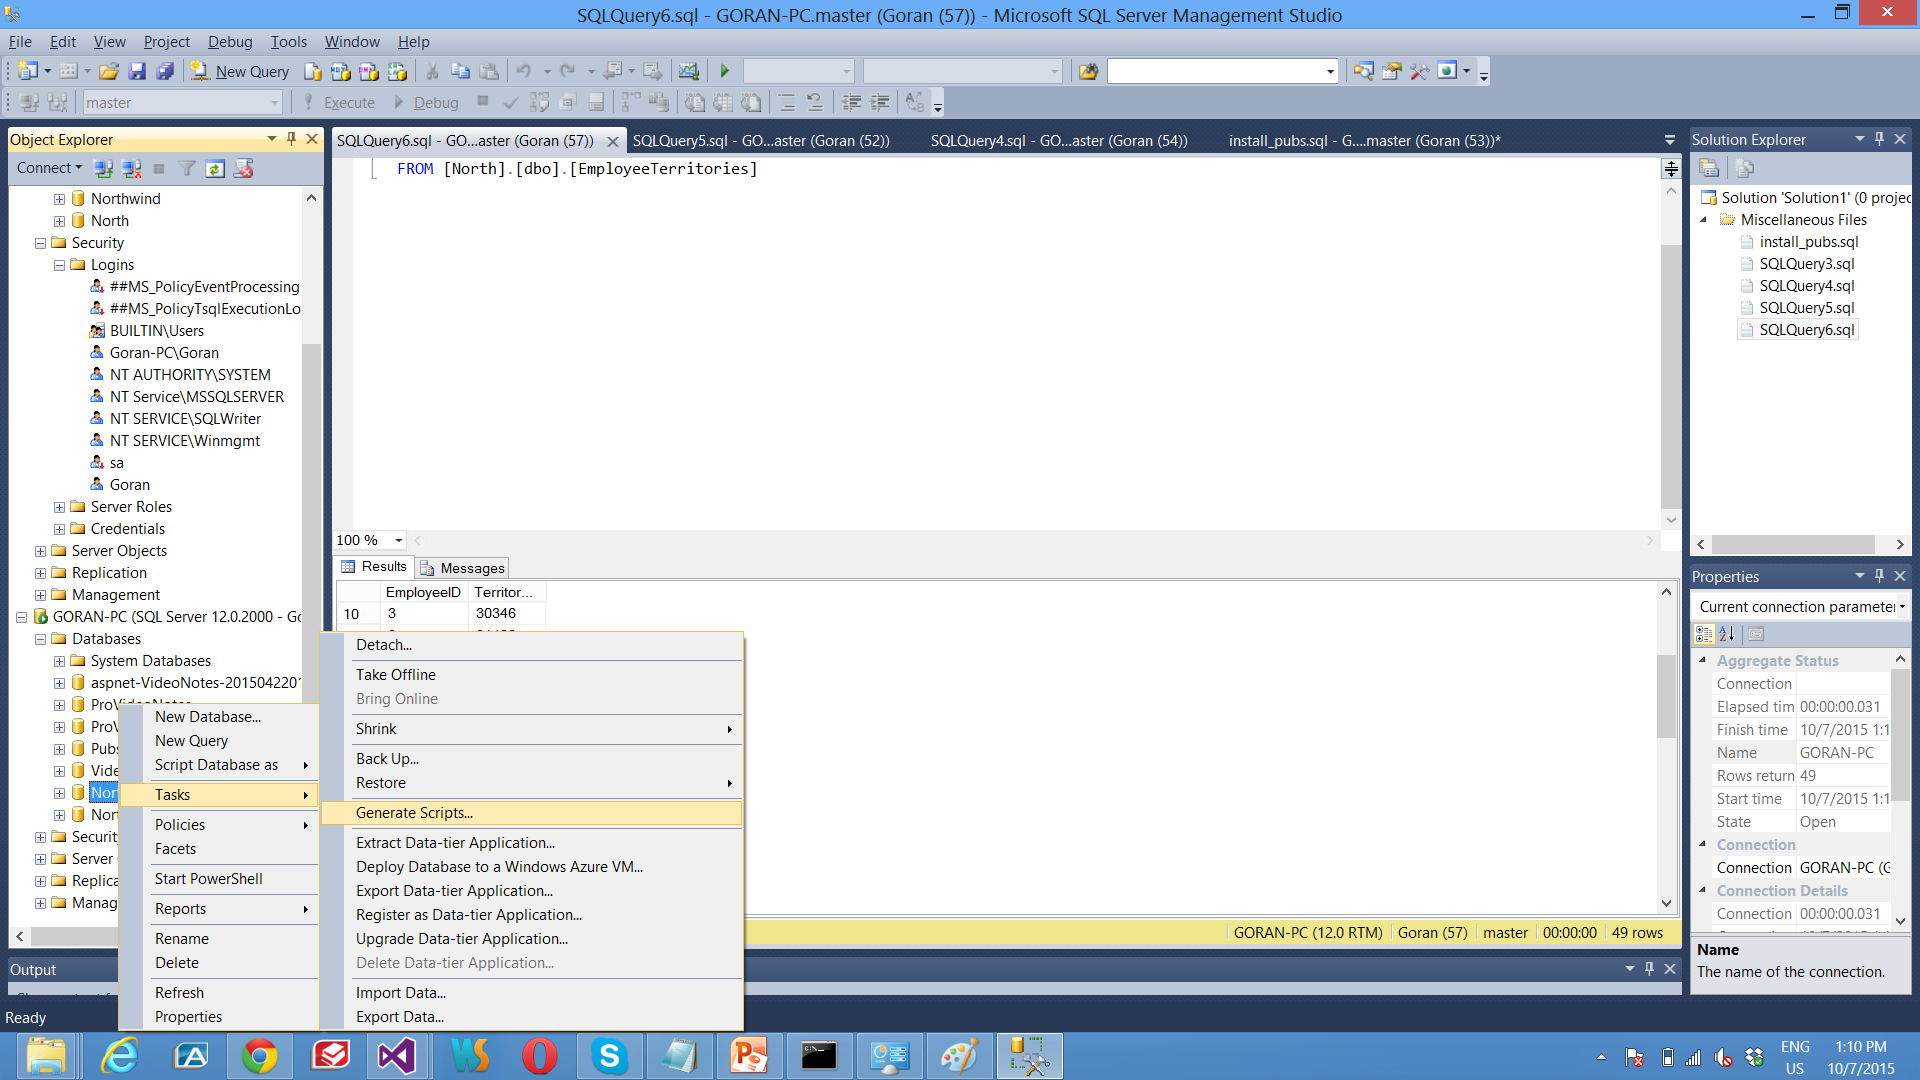 SQLQuery6.sql - GORAN-PC.master (Goran (57)) - Microsoft SQL Server Management Studio
File Edit View Project Debug Tools Window Help
New Query
master Execute Debug
Object Explorer
Connect
Northwind
North
Security
Logins
##MS_PolicyEventProcessing
##MS_PolicyTsqlExecutionLo
BUILTIN\Users
Goran-PC\Goran
NT AUTHORITY\SYSTEM
NT Service\MSSQLSERVER
NT SERVICE\SQLWriter
NT SERVICE\Winmgmt
sa
Goran
Server Roles
Credentials
Server Objects
Replication
Management
GORAN-PC (SQL Server 12.0.2000 - Go
Databases
System Databases
aspnet-VideoNotes-201504220
ProVideoNotes
ProV
Pubs
Vide
Nor
Nor
Security
Server
Replica
Manag
New Database...
New Query
Script Database as
Tasks
Policies
Facets
Start PowerShell
Reports
Rename
Delete
Refresh
Properties
Detach...
Take Offline
Bring Online
Shrink
Back Up...
Restore
Generate Scripts...
Extract Data-tier Application...
Deploy Database to a Windows Azure VM...
Export Data-tier Application...
Register as Data-tier Application...
Upgrade Data-tier Application...
Delete Data-tier Application...
Import Data...
Export Data...
SQLQuery6.sql - GO...aster (Goran (57)) SQLQuery5.sql - GO...aster (Goran (52)) SQLQuery4.sql - GO...aster (Goran (54)) install_pubs.sql - G....master (Goran (53))*
FROM [North].[dbo].[EmployeeTerritories]
100 %
Results Messages
EmployeeID Territor...
10 3 30346
GORAN-PC (12.0 RTM) Goran (57) master 00:00:00 49 rows
Solution Explorer
Solution 'Solution1' (0 projec
Miscellaneous Files
install_pubs.sql
SQLQuery3.sql
SQLQuery4.sql
SQLQuery5.sql
SQLQuery6.sql
Properties
Current connection parameter
Aggregate Status
Connection
Elapsed tim 00:00:00.031
Finish time 10/7/2015 1:1
Name GORAN-PC
Rows return 49
Start time 10/7/2015 1:1
State Open
Connection
Connection GORAN-PC (G
Connection Details
Connection 00:00:00.031
Name
The name of the connection.
Output
Ready
ENG 1:10 PM
US 10/7/2015